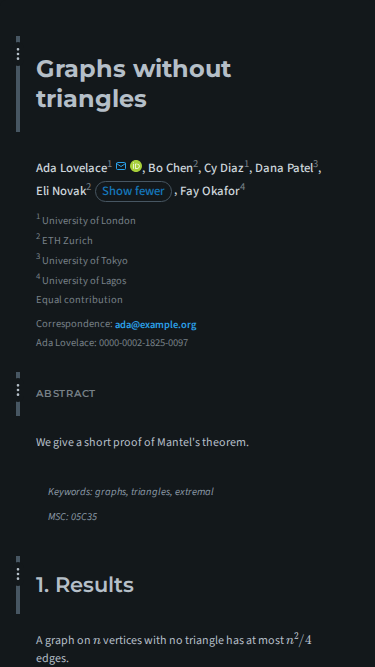 Graphs without
triangles
Ada Lovelace1 iD, Bo Chen2, Cy Diaz1, Dana Patel3,
Eli Novak2 Show fewer, Fay Okafor4
1 University of London
2 ETH Zurich
3 University of Tokyo
4 University of Lagos
Equal contribution
Correspondence: ada@example.org
Ada Lovelace: 0000-0002-1825-0097
ABSTRACT
We give a short proof of Mantel's theorem.
Keywords: graphs, triangles, extremal
MSC: 05C35
1. Results
A graph on n vertices with no triangle has at most n²/4
edges.